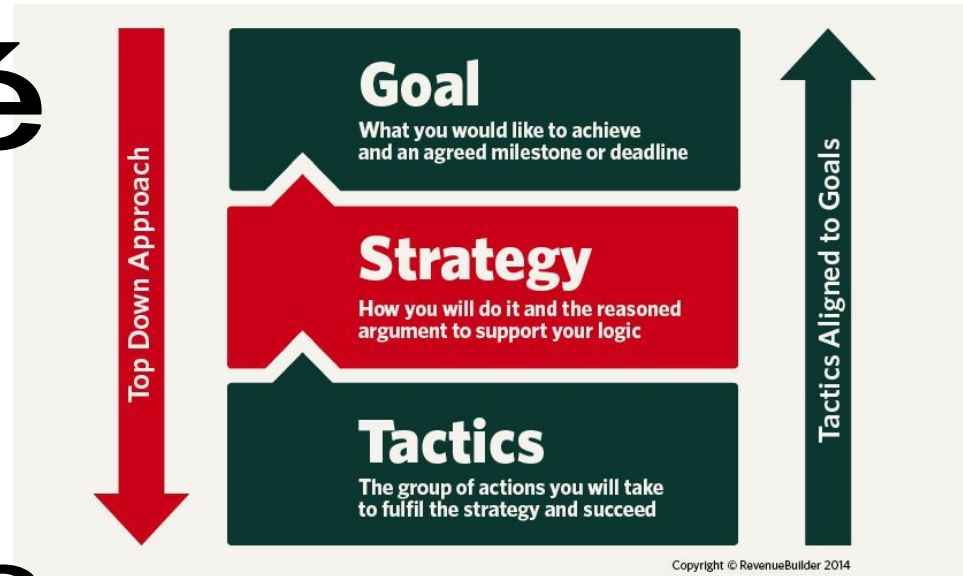 é
Top Down Approach
Goal
What you would like to achieve
and an agreed milestone or deadline
Strategy
How you will do it and the reasoned
argument to support your logic
Tactics
The group of actions you will take
to fulfil the strategy and succeed
Tactics Aligned to Goals
Copyright © RevenueBuilder 2014